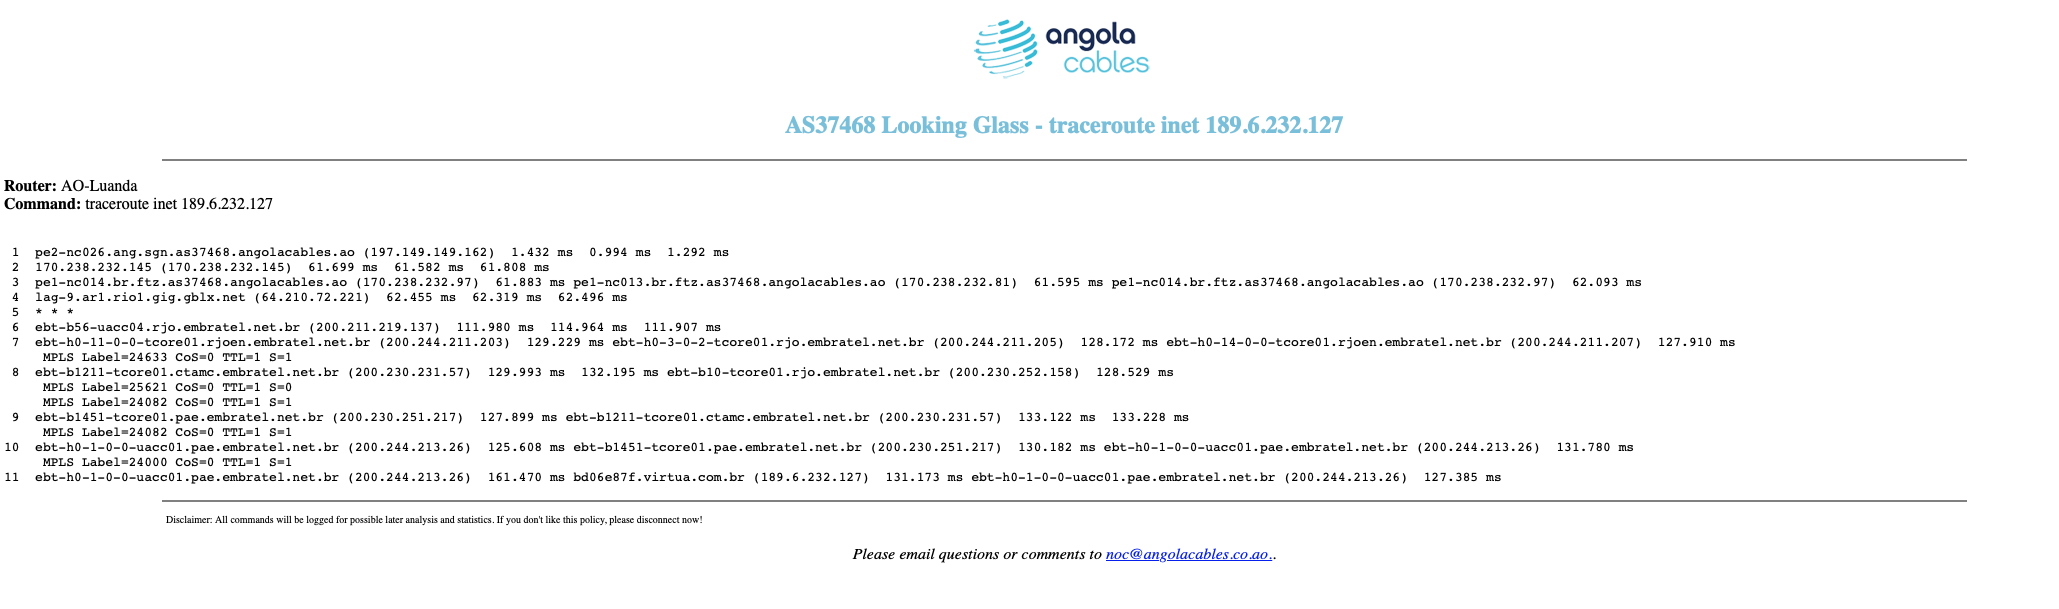 angola
cables
AS37468 Looking Glass - traceroute inet 189.6.232.127
Router: AO-Luanda
Command: traceroute inet 189.6.232.127
1 pe2-nc026.ang.sgn.as37468.angolacables.ao (197.149.149.162) 1.432 ms 0.994 ms 1.292 ms
2 170.238.232.145 (170.238.232.145) 61.699 ms 61.582 ms 61.808 ms
3 pe1-nc014.br.ftz.as37468.angolacables.ao (170.238.232.97) 61.883 ms pe1-nc013.br.ftz.as37468.angolacables.ao (170.238.232.81) 61.595 ms pe1-nc014.br.ftz.as37468.angolacables.ao (170.238.232.97) 62.093 ms
4 lag-9.ar1.rio1.gig.gblx.net (64.210.72.221) 62.455 ms 62.319 ms 62.496 ms
5 * * *
6 ebt-b56-uacc04.rjo.embratel.net.br (200.211.219.137) 111.980 ms 114.964 ms 111.907 ms
7 ebt-h0-11-0-0-tcore01.rjoen.embratel.net.br (200.244.211.203) 129.229 ms ebt-h0-3-0-2-tcore01.rjo.embratel.net.br (200.244.211.205) 128.172 ms ebt-h0-14-0-0-tcore01.rjoen.embratel.net.br (200.244.211.207) 127.910 ms
MPLS Label=24633 CoS=0 TTL=1 S=1
8 ebt-b1211-tcore01.ctamc.embratel.net.br (200.230.231.57) 129.993 ms 132.195 ms ebt-b10-tcore01.rjo.embratel.net.br (200.230.252.158) 128.529 ms
MPLS Label=25621 CoS=0 TTL=1 S=0
MPLS Label=24082 CoS=0 TTL=1 S=1
9 ebt-b1451-tcore01.pae.embratel.net.br (200.230.251.217) 127.899 ms ebt-b1211-tcore01.ctamc.embratel.net.br (200.230.231.57) 133.122 ms 133.228 ms
MPLS Label=24082 CoS=0 TTL=1 S=1
10 ebt-h0-1-0-0-uacc01.pae.embratel.net.br (200.244.213.26) 125.608 ms ebt-b1451-tcore01.pae.embratel.net.br (200.230.251.217) 130.182 ms ebt-h0-1-0-0-uacc01.pae.embratel.net.br (200.244.213.26) 131.780 ms
MPLS Label=24000 CoS=0 TTL=1 S=1
11 ebt-h0-1-0-0-uacc01.pae.embratel.net.br (200.244.213.26) 161.470 ms bd06e87f.virtua.com.br (189.6.232.127) 131.173 ms ebt-h0-1-0-0-uacc01.pae.embratel.net.br (200.244.213.26) 127.385 ms
Disclaimer: All commands will be logged for possible later analysis and statistics. If you don't like this policy, please disconnect now!
Please email questions or comments to noc@angolacables.co.ao..